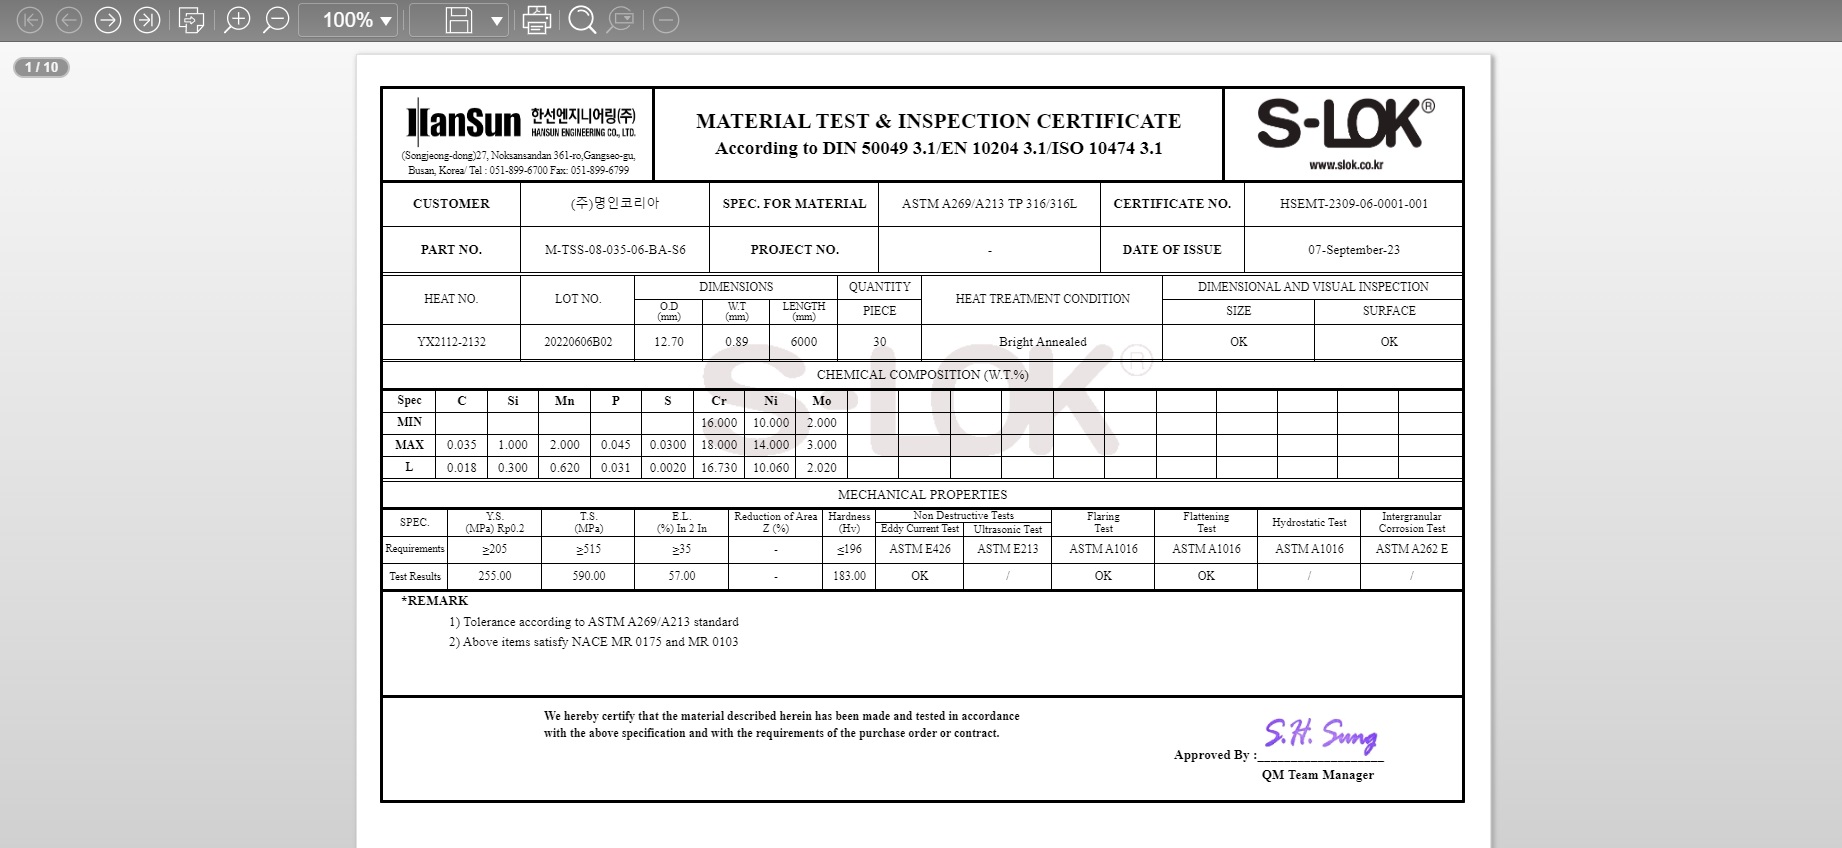 100%
1 / 10
HanSun 한선엔지니어링(주)
HANSUN ENGINEERING CO., LTD.
(Songjeong-dong)27, Noksansandan 361-ro,Gangseo-gu,
Busan, Korea/ Tel : 051-899-6700 Fax: 051-899-6799
MATERIAL TEST & INSPECTION CERTIFICATE
According to DIN 50049 3.1/EN 10204 3.1/ISO 10474 3.1
S-LOK®
www.slok.co.kr
CUSTOMER (주)명인코리아 SPEC. FOR MATERIAL ASTM A269/A213 TP 316/316L CERTIFICATE NO. HSEMT-2309-06-0001-001
PART NO. M-TSS-08-035-06-BA-S6 PROJECT NO. - DATE OF ISSUE 07-September-23
HEAT NO. LOT NO. DIMENSIONS QUANTITY HEAT TREATMENT CONDITION DIMENSIONAL AND VISUAL INSPECTION
O.D (mm) W.T (mm) LENGTH (mm) PIECE SIZE SURFACE
YX2112-2132 20220606B02 12.70 0.89 6000 30 Bright Annealed OK OK
S-LOK®
CHEMICAL COMPOSITION (W.T.%)
Spec C Si Mn P S Cr Ni Mo
MIN 16.000 10.000 2.000
MAX 0.035 1.000 2.000 0.045 0.0300 18.000 14.000 3.000
L 0.018 0.300 0.620 0.031 0.0020 16.730 10.060 2.020
MECHANICAL PROPERTIES
SPEC. Y.S. (MPa) Rp0.2 T.S. (MPa) E.L. (%) In 2 In Reduction of Area Z (%) Hardness (Hv) Non Destructive Tests Eddy Current Test Ultrasonic Test Flaring Test Flattening Test Hydrostatic Test Intergranular Corrosion Test
Requirements ≥205 ≥515 ≥35 - ≤196 ASTM E426 ASTM E213 ASTM A1016 ASTM A1016 ASTM A1016 ASTM A262 E
Test Results 255.00 590.00 57.00 - 183.00 OK / OK OK / /
*REMARK
1) Tolerance according to ASTM A269/A213 standard
2) Above items satisfy NACE MR 0175 and MR 0103
We hereby certify that the material described herein has been made and tested in accordance
with the above specification and with the requirements of the purchase order or contract.
S.H. Sung
Approved By :
QM Team Manager